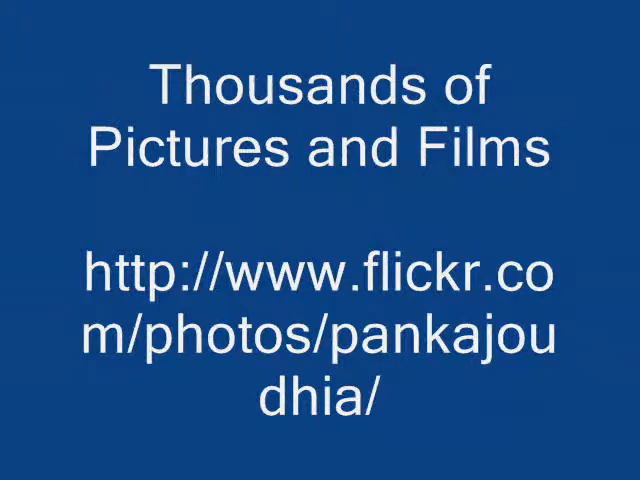 Thousands of
Pictures and Films
http://www.flickr.co
m/photos/pankajou
dhia/